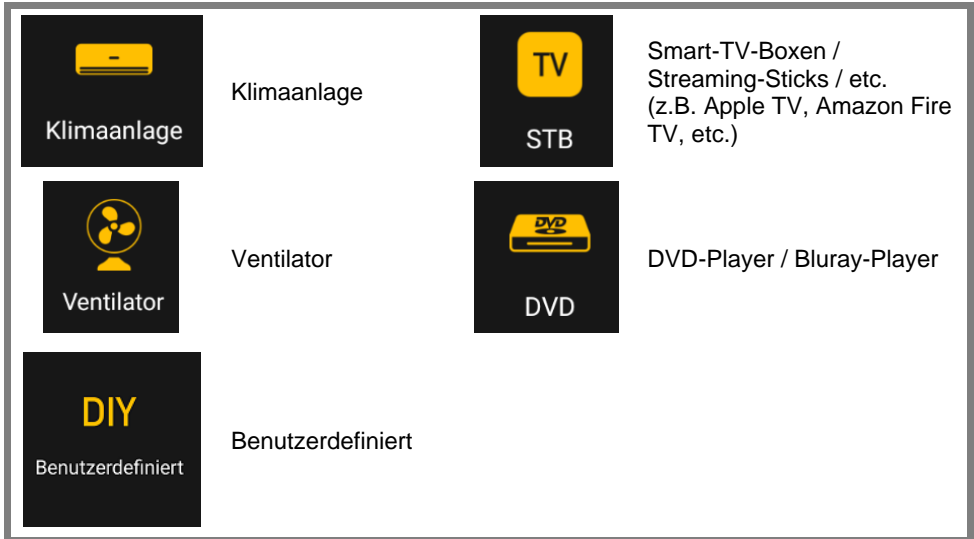 Klimaanlage
Klimaanlage
TV
STB
Smart-TV-Boxen /
Streaming-Sticks / etc.
(z.B. Apple TV, Amazon Fire
TV, etc.)
Ventilator
Ventilator
DVD
DVD
DVD-Player / Bluray-Player
DIY
Benutzerdefiniert
Benutzerdefiniert